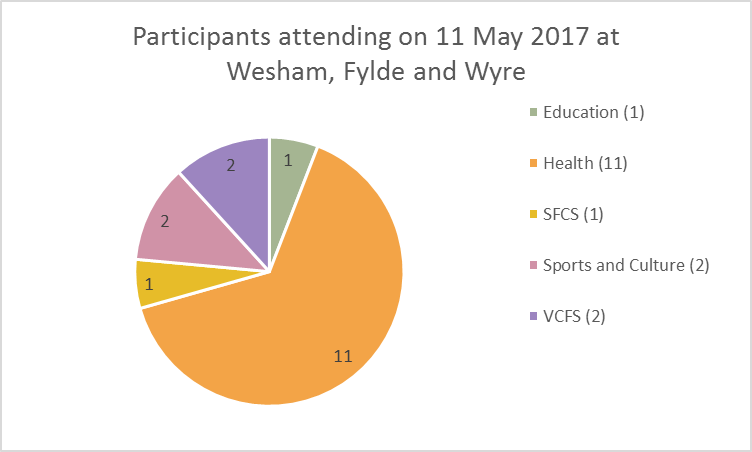 Participants attending on 11 May 2017 at
Wesham, Fylde and Wyre
Education (1)
Health (11)
SFCS (1)
Sports and Culture (2)
VCFS (2)
1
11
1
2
2